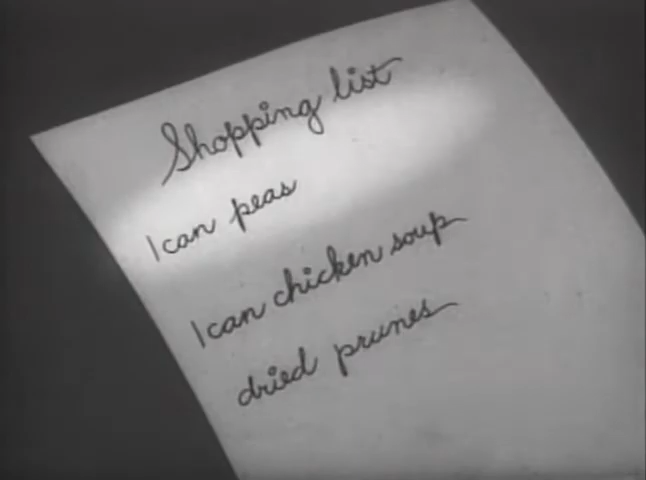 Shopping list
1 can peas
1 can chicken soup
dried prunes